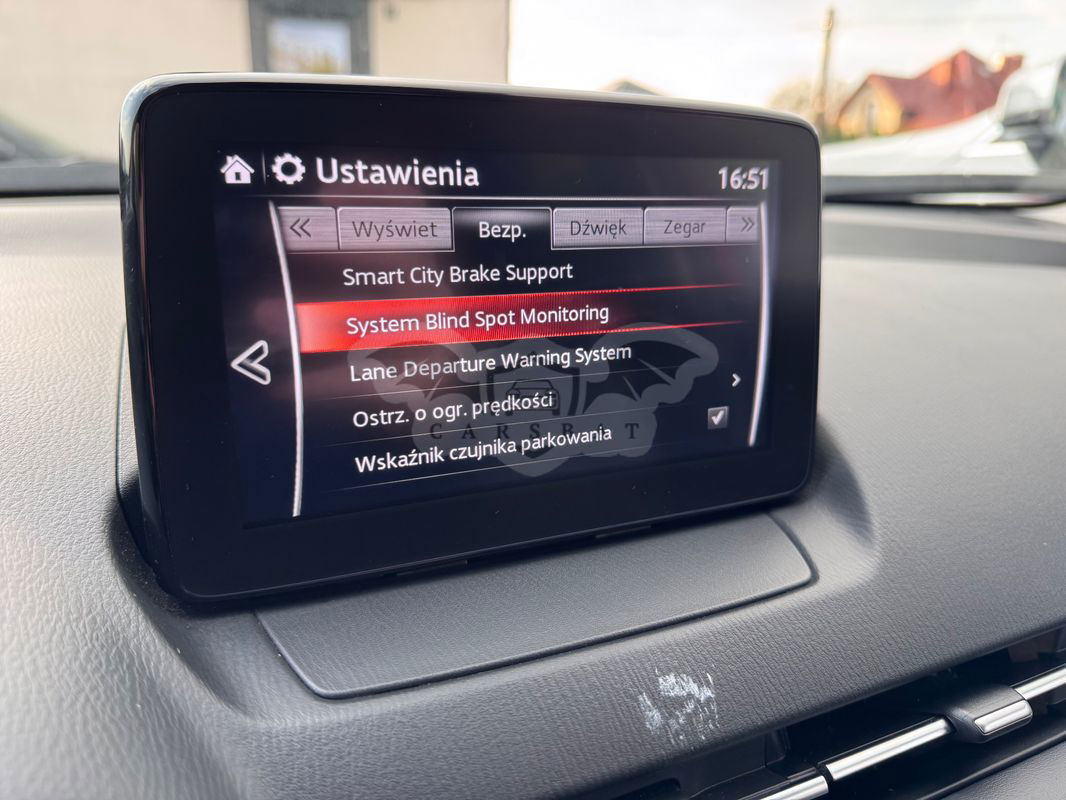 Ustawienia 16:51
« Wyświet Bezp. Dźwięk Zegar »
Smart City Brake Support
System Blind Spot Monitoring
Lane Departure Warning System
Ostrz. o ogr. prędkości
Wskaźnik czujnika parkowania
CARSBAT